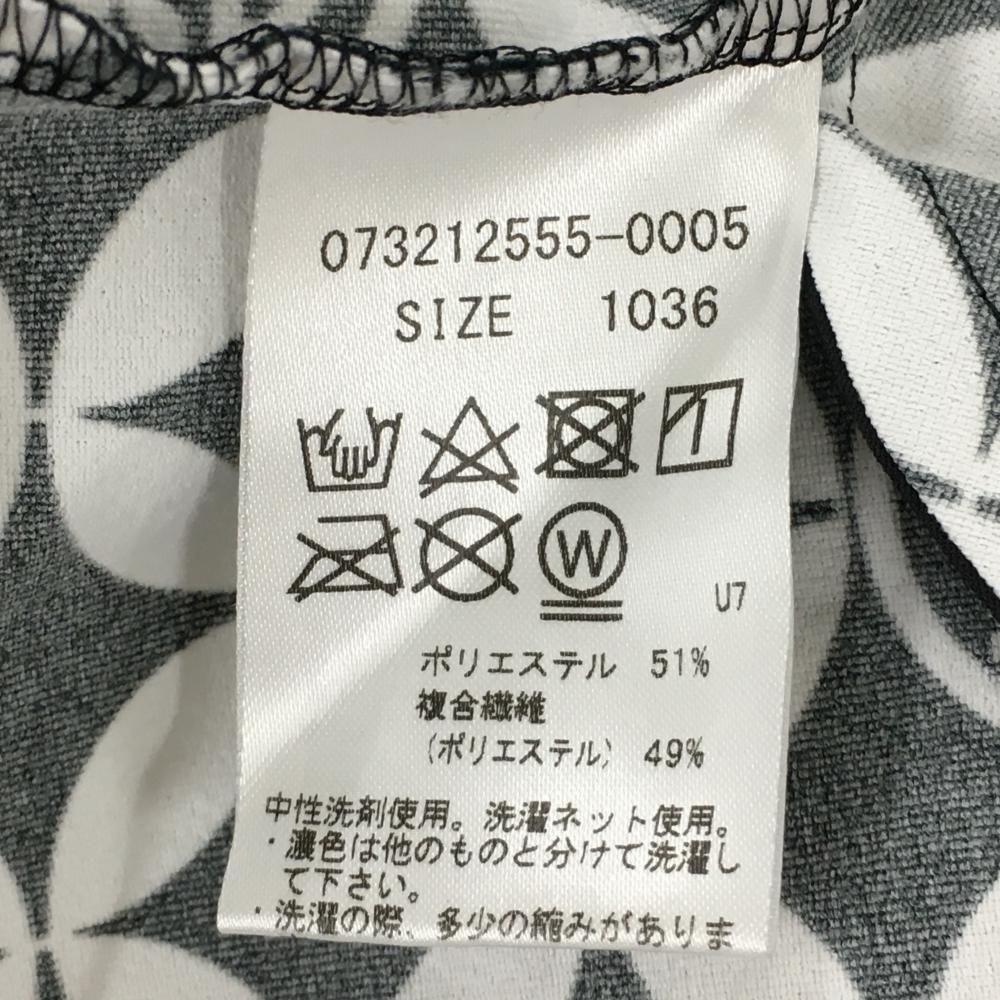 073212555-0005
SIZE 1036
W
U7
ポリエステル 51%
複合繊維
(ポリエステル) 49%
中性洗剤使用。洗濯ネット使用。
・濃色は他のものと分けて洗濯し
て下さい。
・洗濯の際、多少の縮みがありま